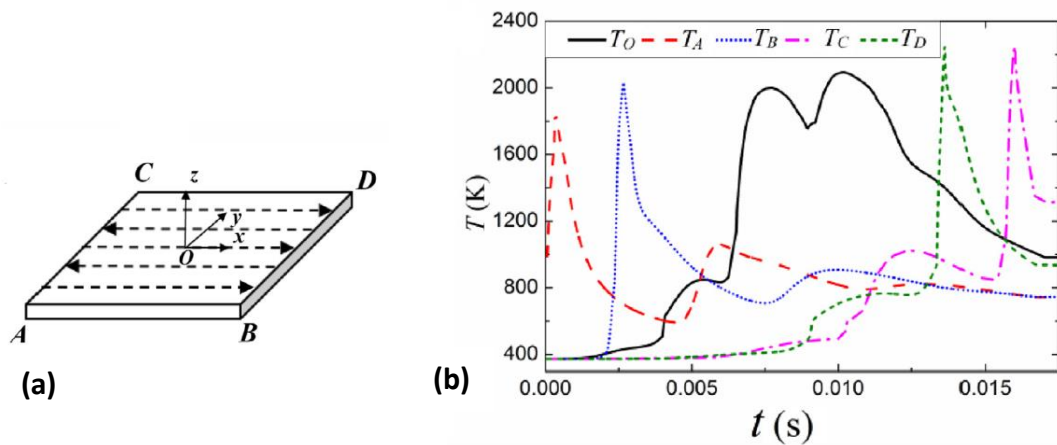 C
z
D
y
x
O
A
B
(a)
(b)
2400
2000
1600
1200
800
400
T (K)
T_O T_A T_B T_C T_D
0.000 0.005 0.010 0.015
t (s)